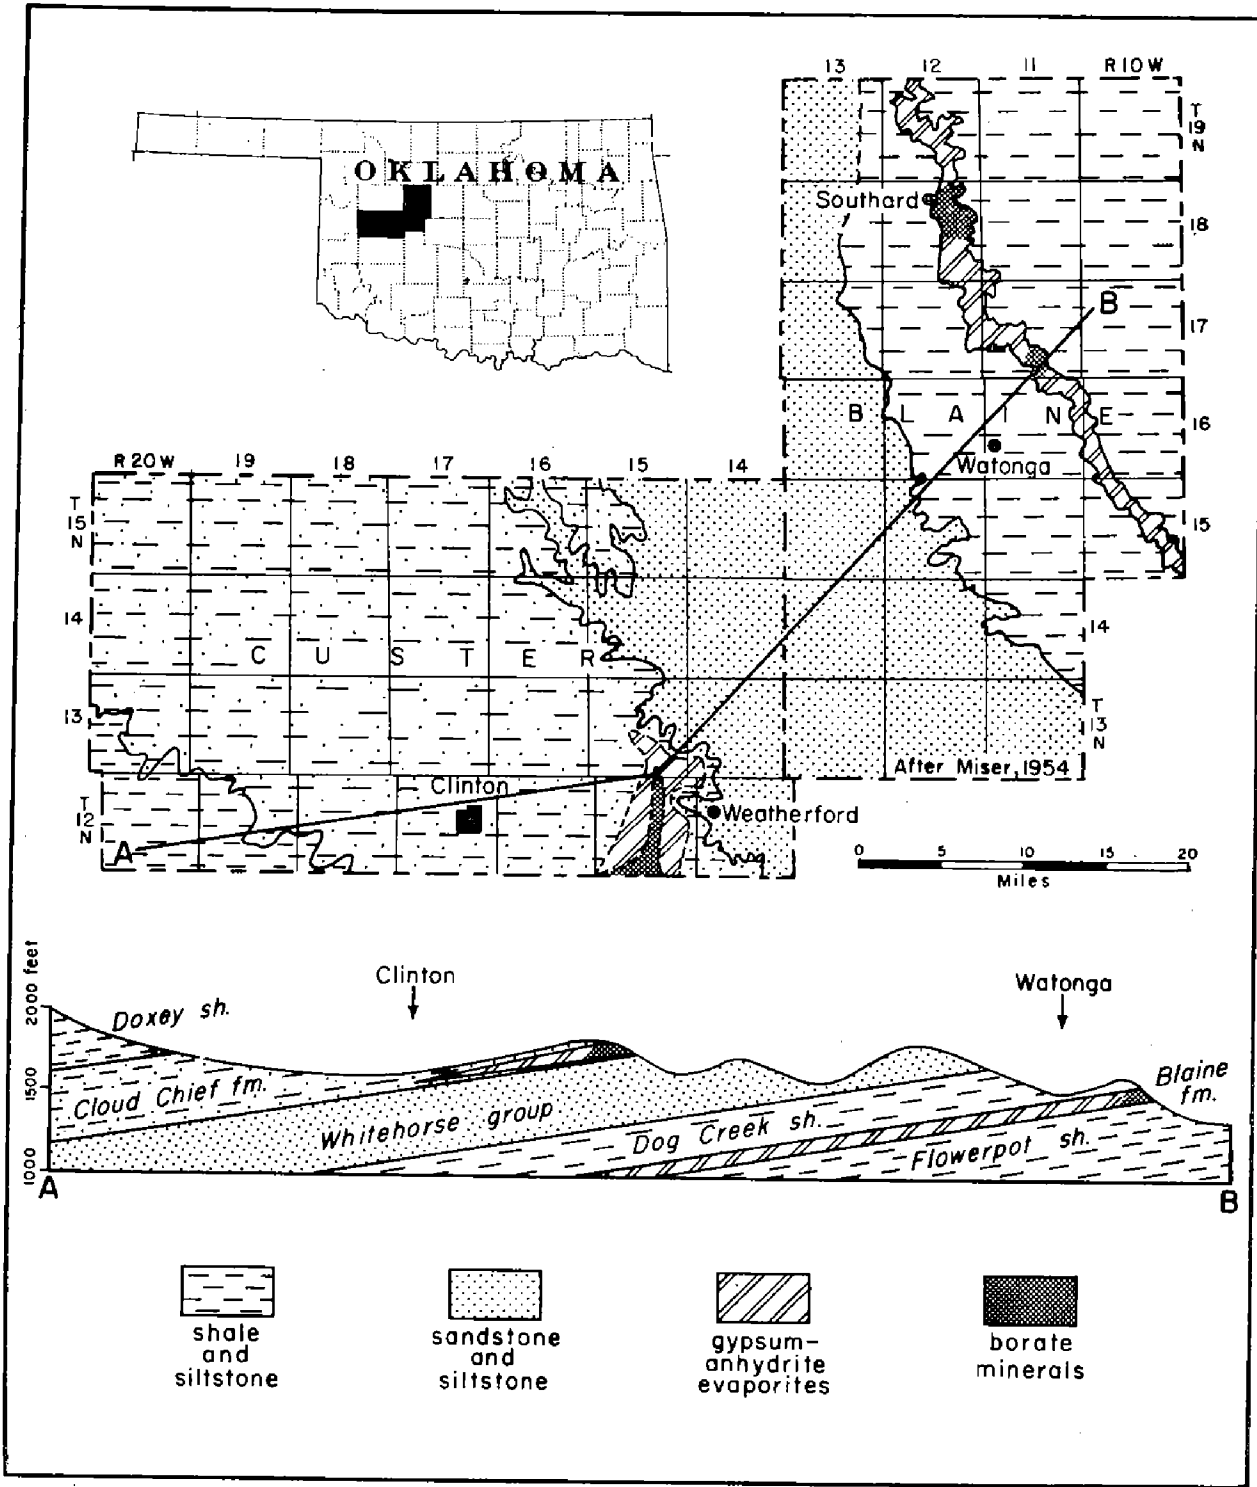 OKLAHOMA
13 12 11 R10W
T
19
N
Southard
18
B
17
BLAINE
16
Watonga
R20W 19 18 17 16 15 14
T
15
N
15
14
14
CUSTER
13
T
13
N
After Miser, 1954
T
12
N
Clinton
Weatherford
A
0 5 10 15 20
Miles
2000 feet
1500
1000
Clinton
Watonga
Doxey sh.
Cloud Chief fm.
Whitehorse group
Dog Creek sh.
Flowerpot sh.
Blaine
fm.
A
B
shale
and
siltstone
sandstone
and
siltstone
gypsum-
anhydrite
evaporites
borate
minerals